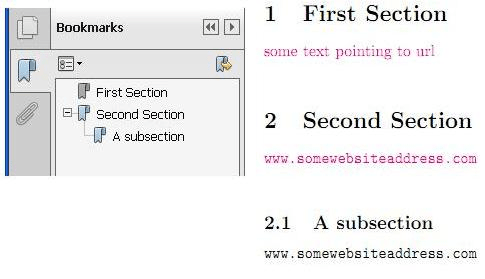 Bookmarks
First Section
Second Section
A subsection
1 First Section
some text pointing to url
2 Second Section
www.somewebsiteaddress.com
2.1 A subsection
www.somewebsiteaddress.com